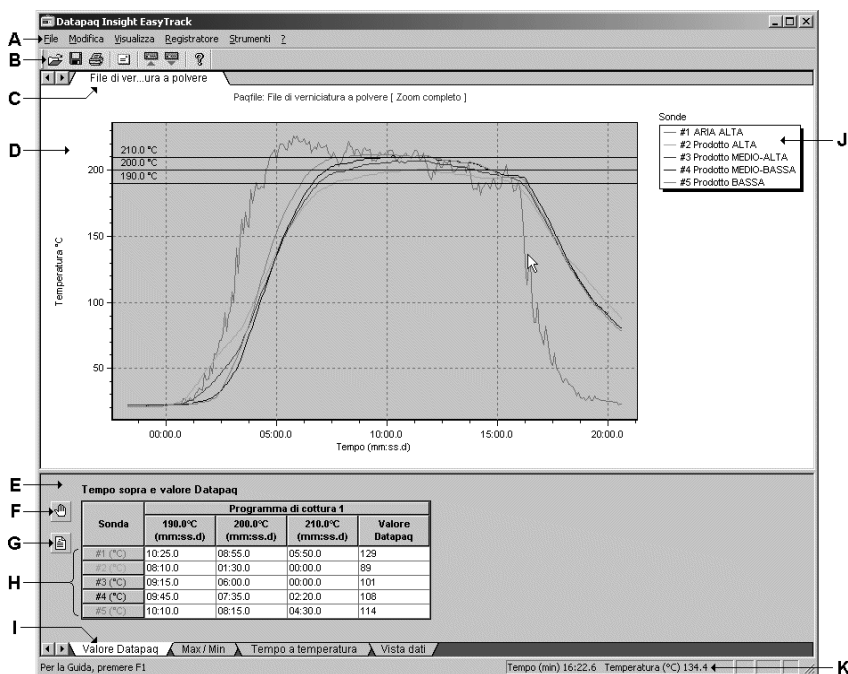 Datapaq Insight EasyTrack
A
File Modifica Visualizza Registratore Strumenti ?
B
File di ver...ura a polvere
C
Paqfile: File di verniciatura a polvere [ Zoom completo ]
Sonde
#1 ARIA ALTA
#2 Prodotto ALTA
#3 Prodotto MEDIO-ALTA
#4 Prodotto MEDIO-BASSA
#5 Prodotto BASSA
J
D
210.0 °C
200.0 °C
190.0 °C
200
150
100
50
Temperatura °C
00:00.0 05:00.0 10:00.0 15:00.0 20:00.0
Tempo (mm:ss.d)
E
Tempo sopra e valore Datapaq
F
G
H
Programma di cottura 1
Sonda 190.0°C (mm:ss.d) 200.0°C (mm:ss.d) 210.0°C (mm:ss.d) Valore Datapaq
#1 (°C) 10:25.0 08:55.0 05:50.0 129
#2 (°C) 08:10.0 01:30.0 00:00.0 89
#3 (°C) 09:15.0 06:00.0 00:00.0 101
#4 (°C) 09:45.0 07:35.0 02:20.0 108
#5 (°C) 10:10.0 08:15.0 04:30.0 114
I
Valore Datapaq Max / Min Tempo a temperatura Vista dati
Per la Guida, premere F1
Tempo (min) 16:22.6 Temperatura (°C) 134.4
K